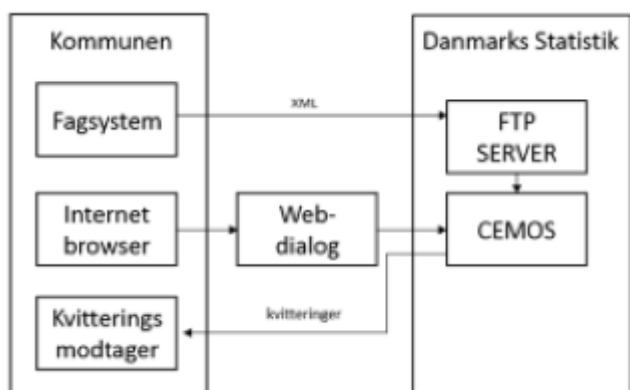 Kommunen
Danmarks Statistik
Fagsystem
XML
FTP
SERVER
Internet
browser
Web-
dialog
CEMOS
kvitteringer
Kvitterings
modtager